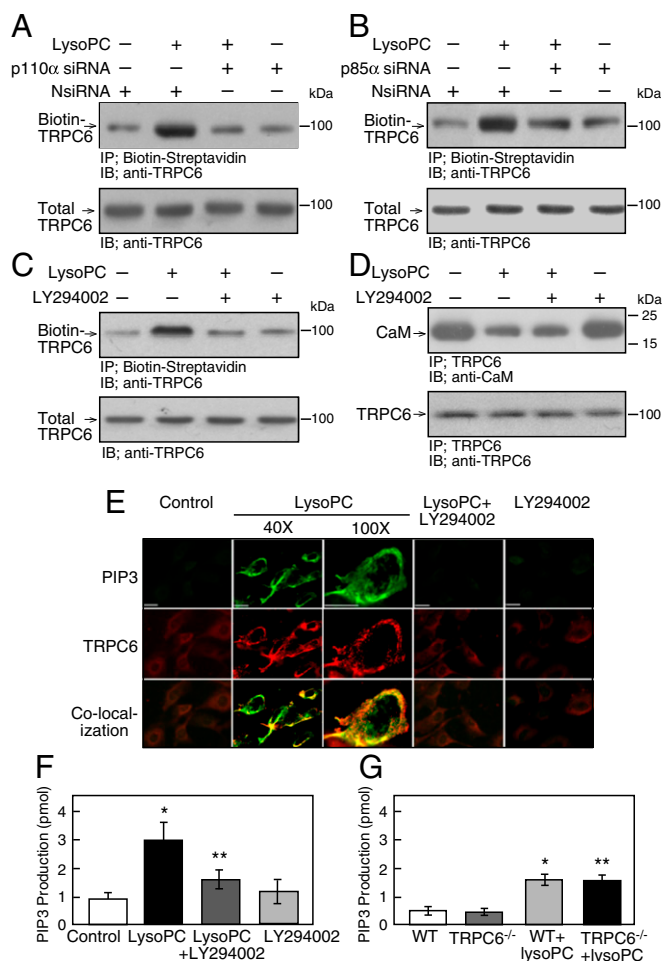 A
LysoPC − + + −
p110α siRNA − − + +
NsiRNA + + − −
kDa
Biotin-
TRPC6
100
IP; Biotin-Streptavidin
IB; anti-TRPC6
Total
TRPC6
100
IB; anti-TRPC6
B
LysoPC − + + −
p85α siRNA − − + +
NsiRNA + + − −
kDa
Biotin-
TRPC6
100
IP; Biotin-Streptavidin
IB; anti-TRPC6
Total
TRPC6
100
IB; anti-TRPC6
C
LysoPC − + + −
LY294002 − − + +
kDa
Biotin-
TRPC6
100
IP; Biotin-Streptavidin
IB; anti-TRPC6
Total
TRPC6
100
IB; anti-TRPC6
D
LysoPC − + + −
LY294002 − − + +
kDa
CaM
25
15
IP; TRPC6
IB; anti-CaM
TRPC6
100
IP; TRPC6
IB; anti-TRPC6
E
Control LysoPC LysoPC+ LY294002
LY294002
40X 100X
PIP3
TRPC6
Co-local-
ization
F
PIP3 Production (pmol)
4
3
2
1
0
*
**
Control LysoPC LysoPC LY294002
+LY294002
G
PIP3 Production (pmol)
4
3
2
1
0
*
**
WT TRPC6-/- WT+ TRPC6-/-
lysoPC +lysoPC